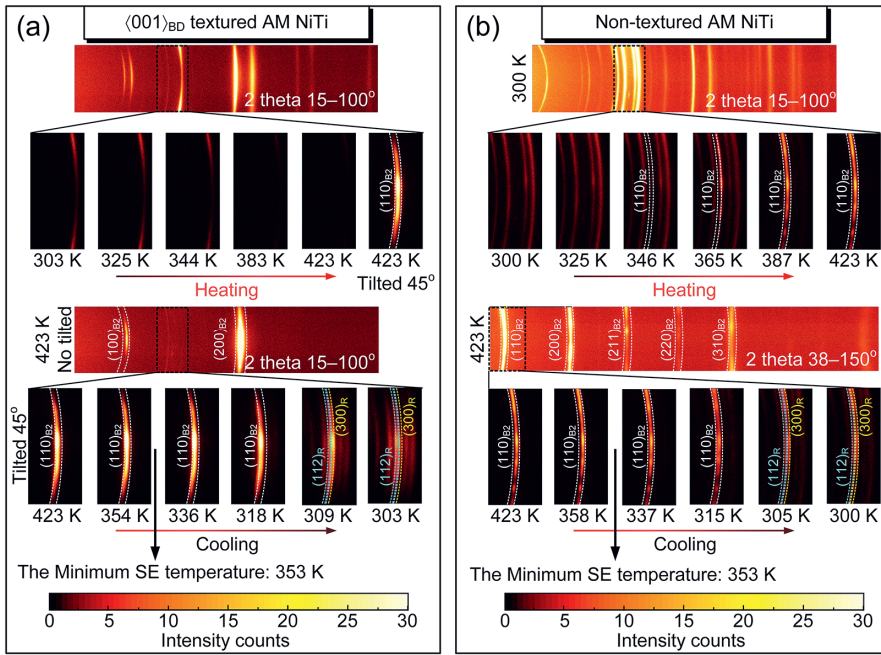 (a)
⟨001⟩BD textured AM NiTi
2 theta 15–100°
(110)B2
303 K 325 K 344 K 383 K 423 K 423 K
Heating
Tilted 45°
423 K
No tilted
(100)B2
(200)B2
2 theta 15–100°
Tilted 45°
(110)B2 (110)B2 (110)B2 (110)B2 (112)R (300)R (112)R (300)R
423 K 354 K 336 K 318 K 309 K 303 K
Cooling
The Minimum SE temperature: 353 K
0 5 10 15 20 25 30
Intensity counts
(b)
Non-textured AM NiTi
300 K
2 theta 15–100°
(110)B2 (110)B2 (110)B2 (110)B2
300 K 325 K 346 K 365 K 387 K 423 K
Heating
423 K
(110)B2 (200)B2 (211)B2 (220)B2 (310)B2
2 theta 38–150°
(110)B2 (110)B2 (110)B2 (110)B2 (112)R (300)R (112)R (300)R
423 K 358 K 337 K 315 K 305 K 300 K
Cooling
The Minimum SE temperature: 353 K
0 5 10 15 20 25 30
Intensity counts